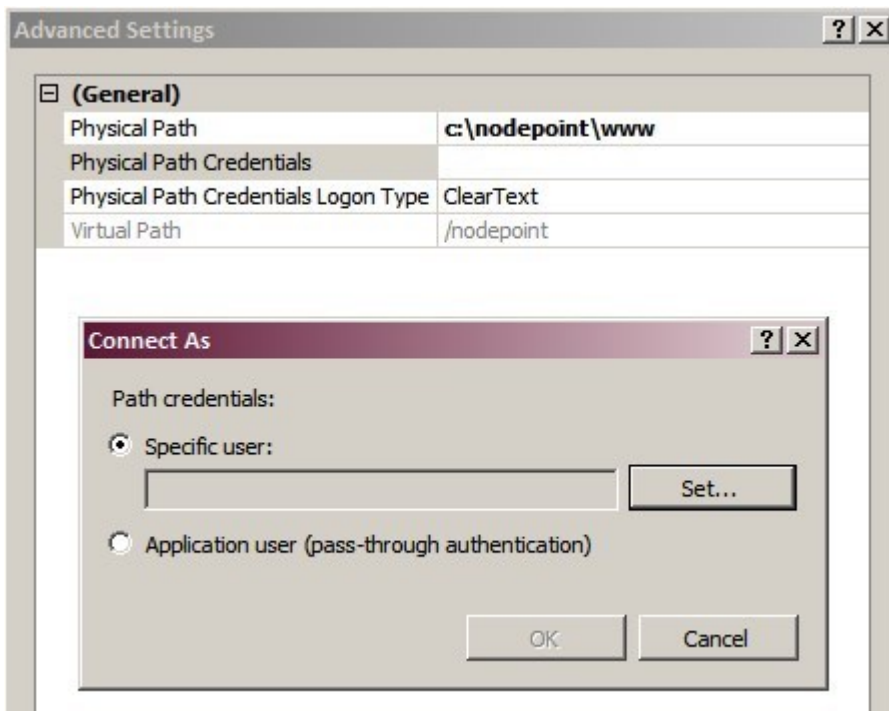 Advanced Settings
(General)
Physical Path c:\nodepoint\www
Physical Path Credentials
Physical Path Credentials Logon Type ClearText
Virtual Path /nodepoint
Connect As
Path credentials:
Specific user:
Set...
Application user (pass-through authentication)
OK Cancel